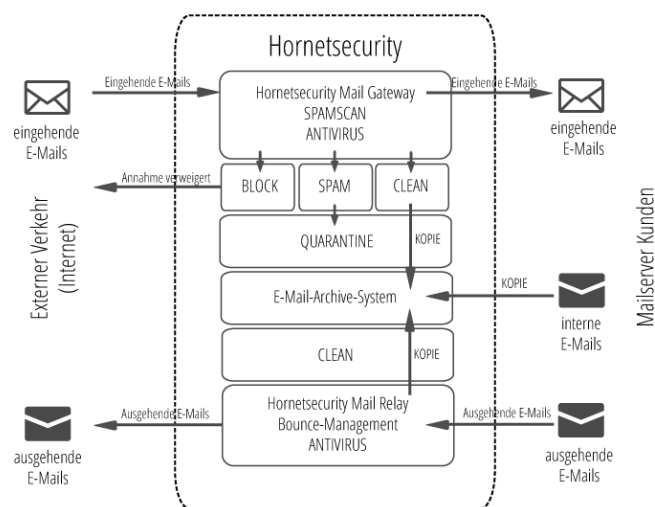 Hornetsecurity
Eingehende E-Mails
Hornetsecurity Mail Gateway
SPAMSCAN
ANTIVIRUS
Eingehende E-Mails
eingehende
E-Mails
eingehende
E-Mails
Annahme verweigert
BLOCK
SPAM
CLEAN
QUARANTINE
KOPIE
Externer Verkehr
(Internet)
Mailserver Kunden
E-Mail-Archive-System
KOPIE
interne
E-Mails
CLEAN
KOPIE
Ausgehende E-Mails
Hornetsecurity Mail Relay
Bounce-Management
ANTIVIRUS
Ausgehende E-Mails
ausgehende
E-Mails
ausgehende
E-Mails